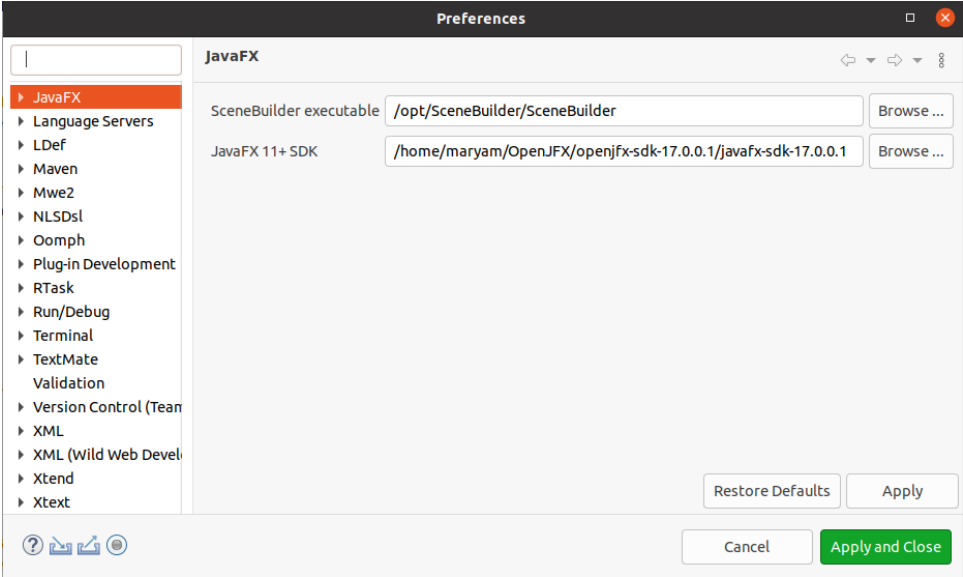 Preferences
JavaFX
JavaFX
Language Servers
LDef
Maven
Mwe2
NLSDsl
Oomph
Plug-in Development
RTask
Run/Debug
Terminal
TextMate
Validation
Version Control (Team
XML
XML (Wild Web Devel
Xtend
Xtext
SceneBuilder executable /opt/SceneBuilder/SceneBuilder Browse ...
JavaFX 11+ SDK /home/maryam/OpenJFX/openjfx-sdk-17.0.0.1/javafx-sdk-17.0.0.1 Browse ...
Restore Defaults Apply
? Cancel Apply and Close